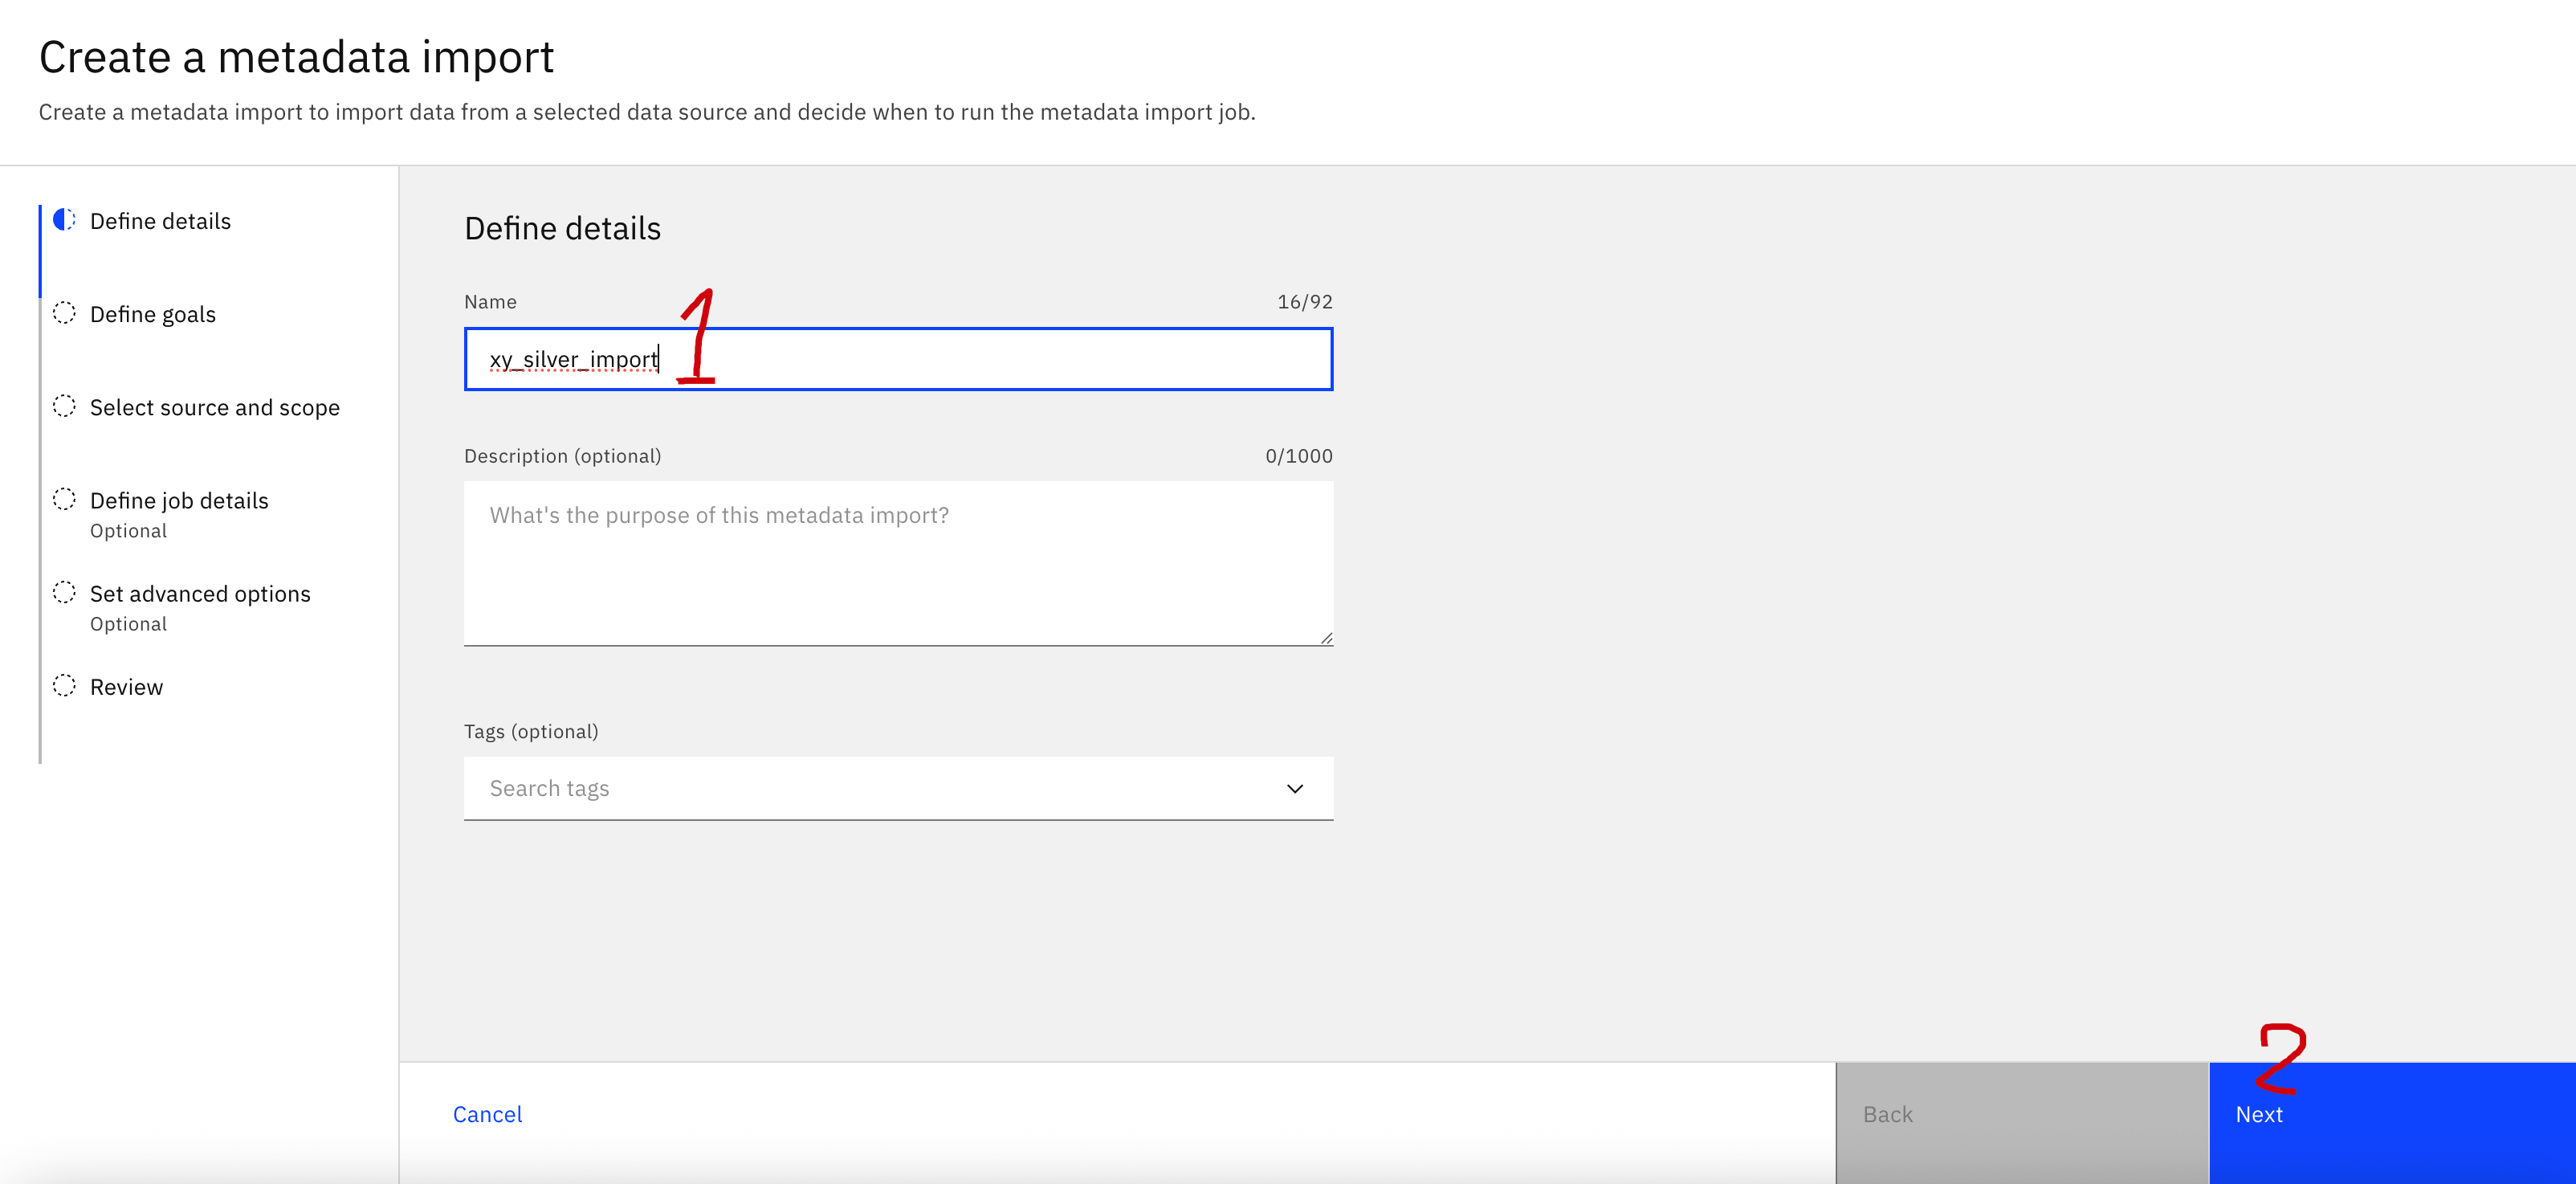 Create a metadata import
Create a metadata import to import data from a selected data source and decide when to run the metadata import job.
Define details
Define goals
Select source and scope
Define job details
Optional
Set advanced options
Optional
Review
Define details
Name 16/92
xy_silver_import 1
Description (optional) 0/1000
What's the purpose of this metadata import?
Tags (optional)
Search tags
2
Cancel Back Next